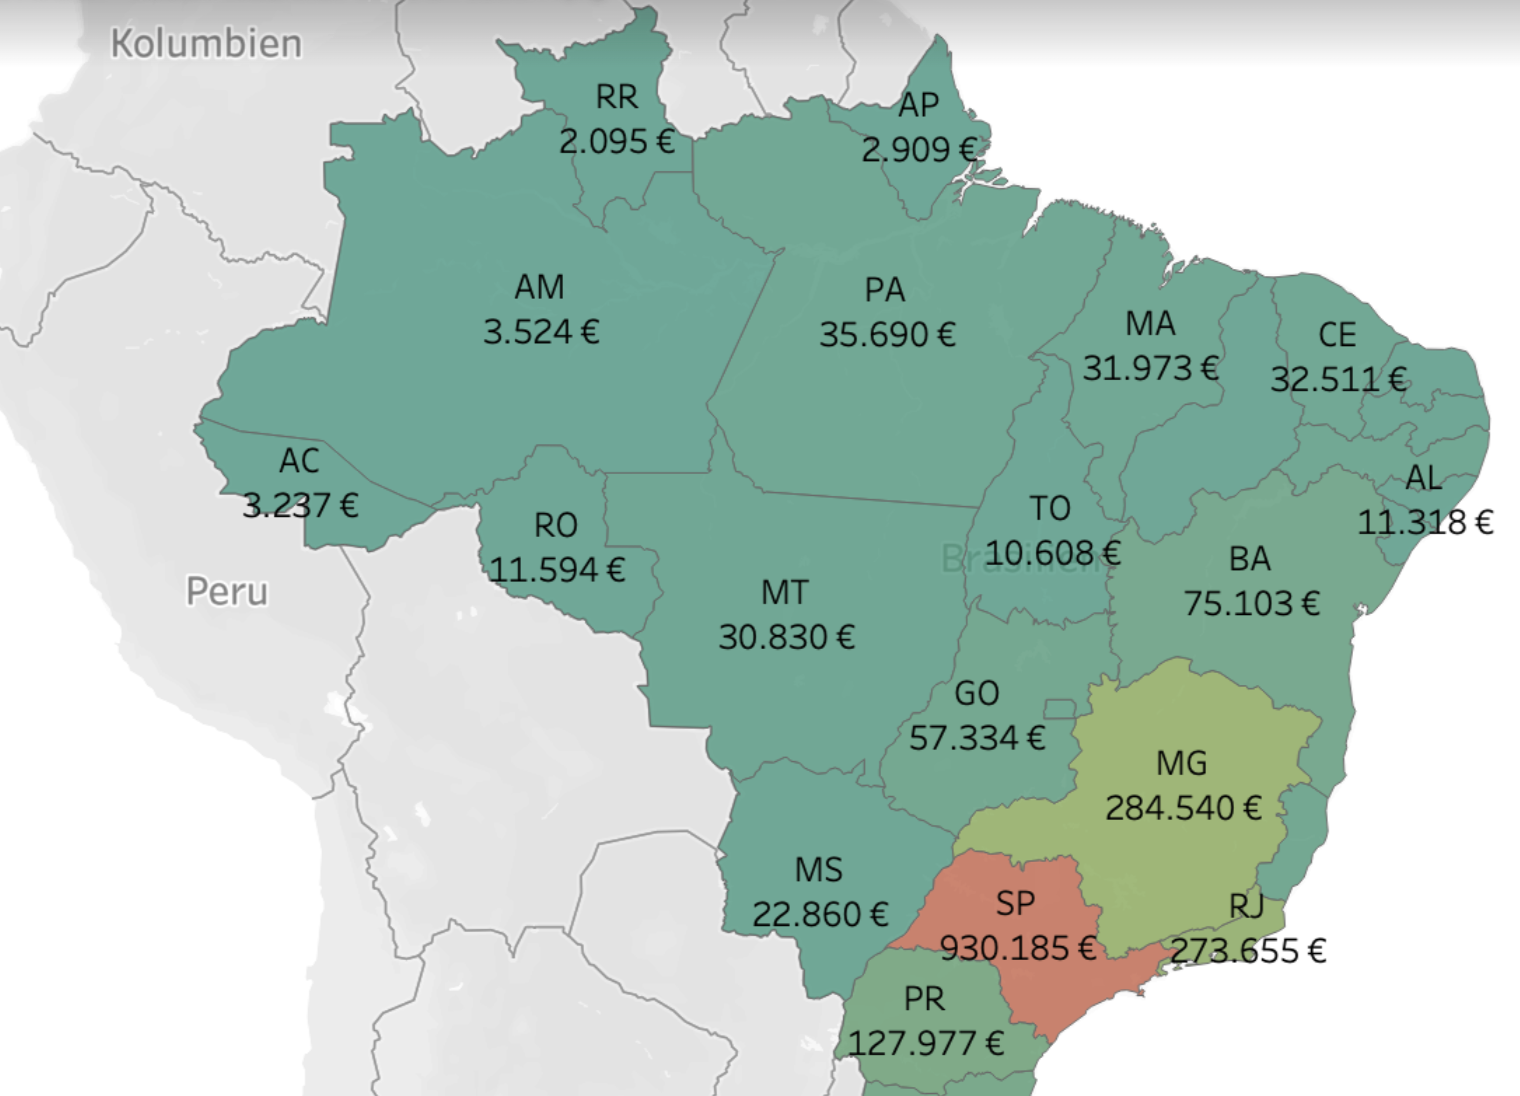 Kolumbien
RR
2.095 €
AP
2.909 €
AM
3.524 €
PA
35.690 €
MA
31.973 €
CE
32.511 €
AC
3.237 €
RO
11.594 €
TO
10.608 €
AL
11.318 €
Brasilien
BA
75.103 €
Peru
MT
30.830 €
GO
57.334 €
MG
284.540 €
MS
22.860 €
SP
930.185 €
RJ
273.655 €
PR
127.977 €